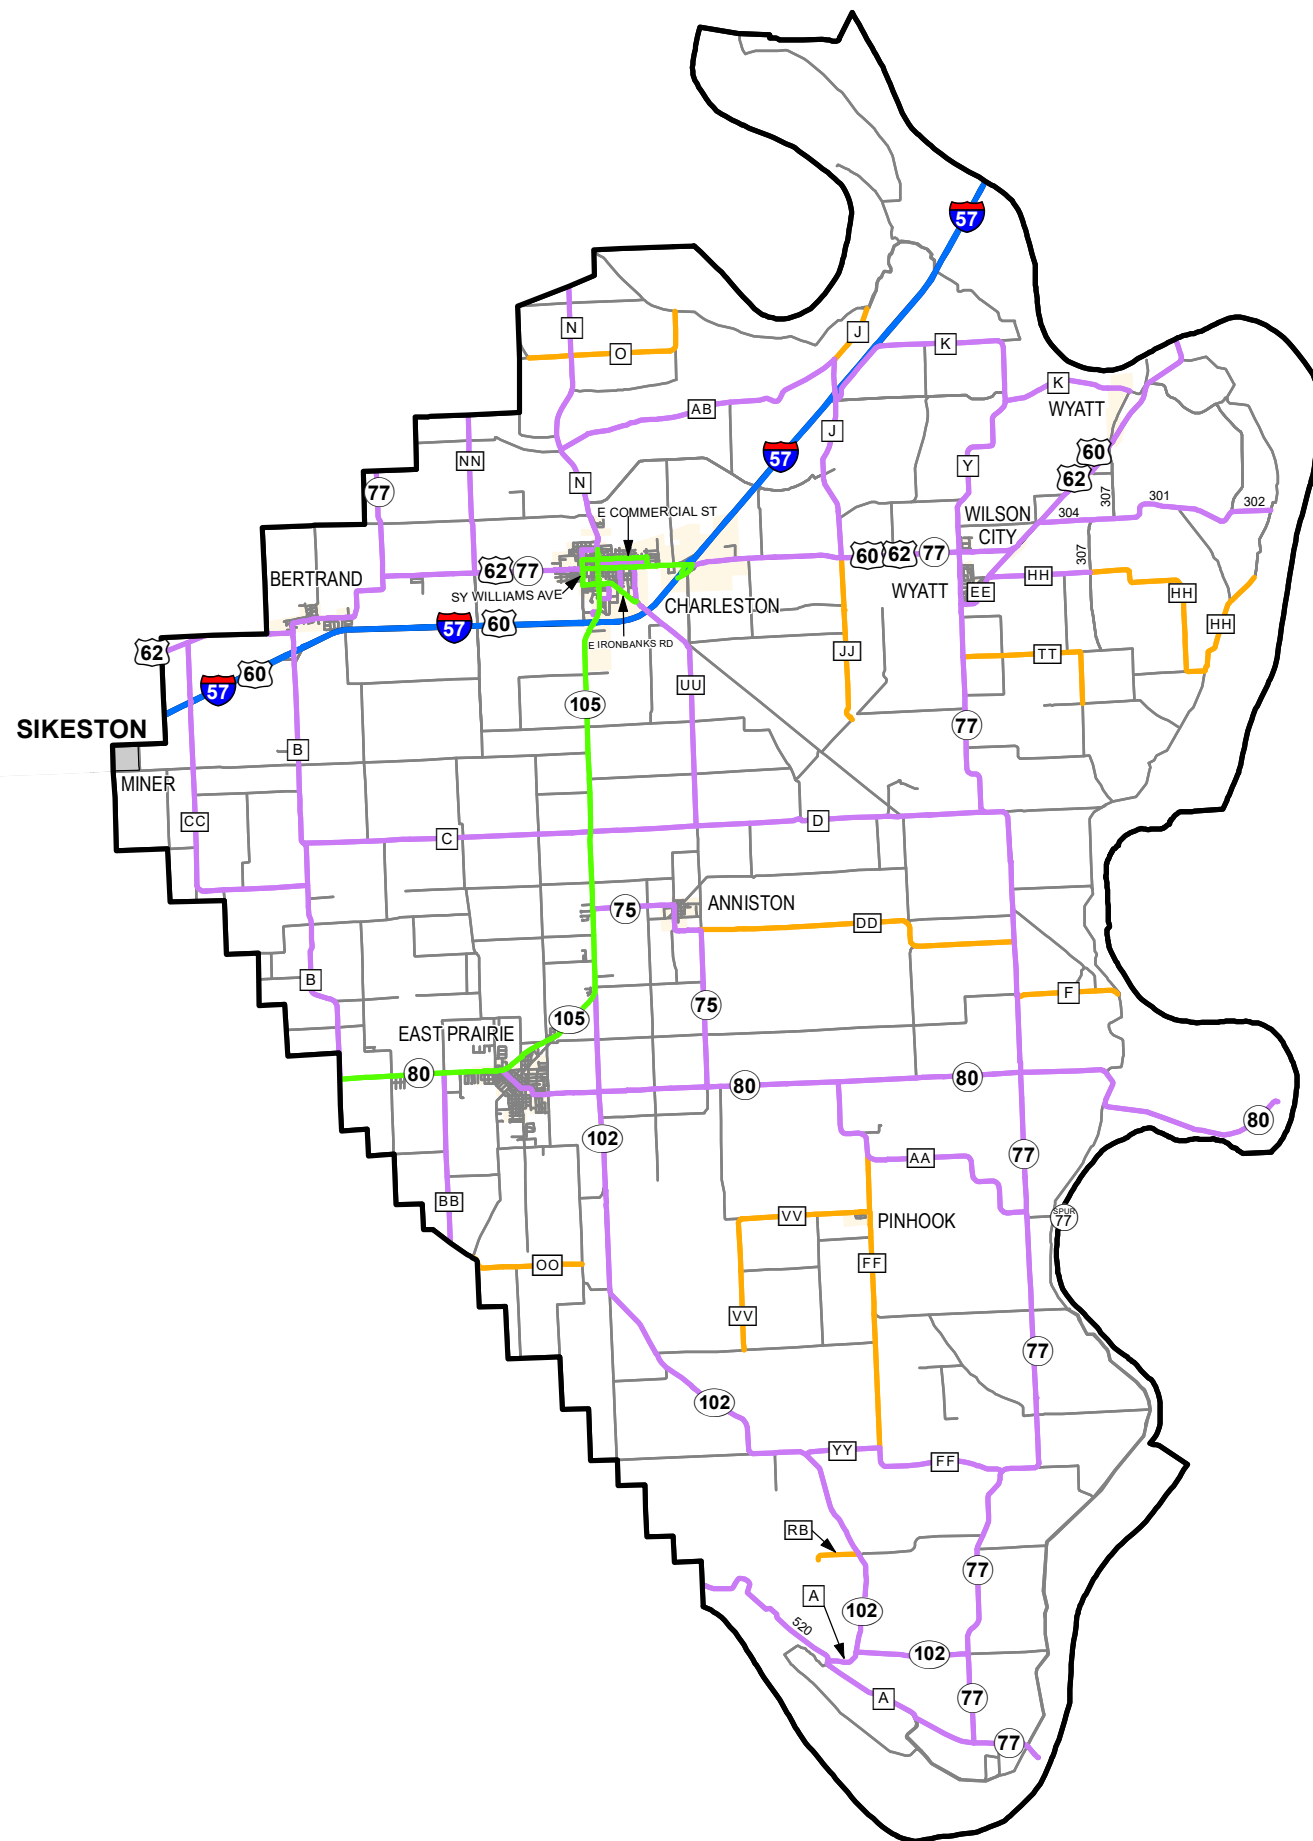 57
N
J
O
K
K
WYATT
AB
J
60
57
NN
Y
62
77
N
307
301
302
E COMMERCIAL ST
WILSON
CITY
304
307
60 62 77
BERTRAND
62 77
HH
HH
SY WILLIAMS AVE
WYATT
EE
CHARLESTON
HH
57 60
E IRONBANKS RD
62
60
JJ
TT
57
UU
105
77
SIKESTON
B
MINER
CC
D
C
75
ANNISTON
DD
B
F
75
105
EAST PRAIRIE
80
80
80
80
102
77
AA
BB
VV
PINHOOK
SPUR
77
OO
FF
VV
77
102
YY
FF
RB
77
A
102
520
102
A
77
77